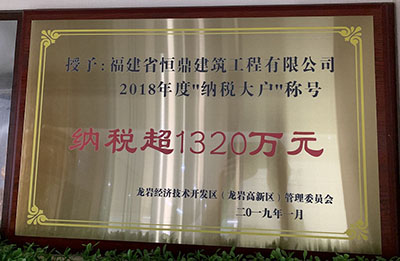 授予：福建省恒鼎建筑工程有限公司
2018年度"纳税大户"称号
纳税超1320万元
龙岩经济技术开发区（龙岩高新区）管理委员会
二〇一九年一月